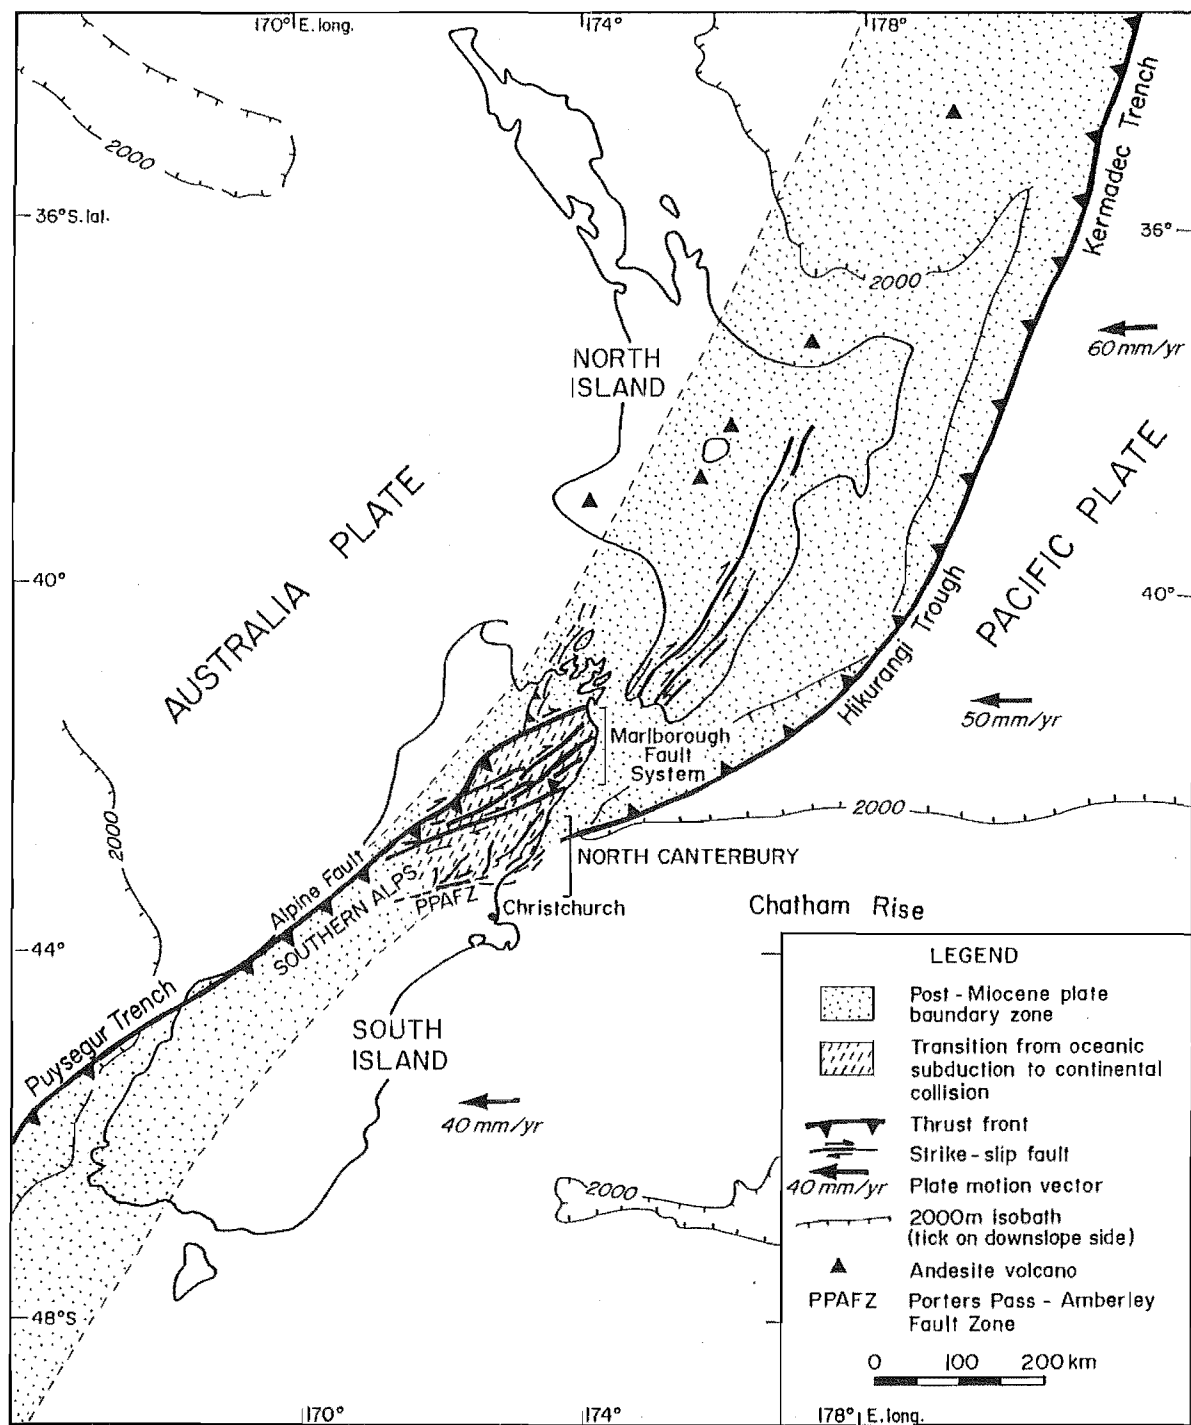 170° E. long.
174°
178°
2000
36° S. lat.
36°
Kermadec Trench
2000
60 mm/yr
NORTH
ISLAND
AUSTRALIA PLATE
PACIFIC PLATE
40°
40°
Hikurangi Trough
50 mm/yr
Marlborough
Fault
System
2000
2000
NORTH CANTERBURY
Alpine Fault
SOUTHERN ALPS
PPAFZ
Christchurch
Chatham Rise
44°
Puysegur Trench
SOUTH
ISLAND
40 mm/yr
2000
48°S
170°
174°
178° E. long.
LEGEND
Post - Miocene plate
boundary zone
Transition from oceanic
subduction to continental
collision
Thrust front
Strike - slip fault
40 mm/yr Plate motion vector
2000m isobath
(tick on downslope side)
Andesite volcano
PPAFZ Porters Pass - Amberley
Fault Zone
0 100 200 km